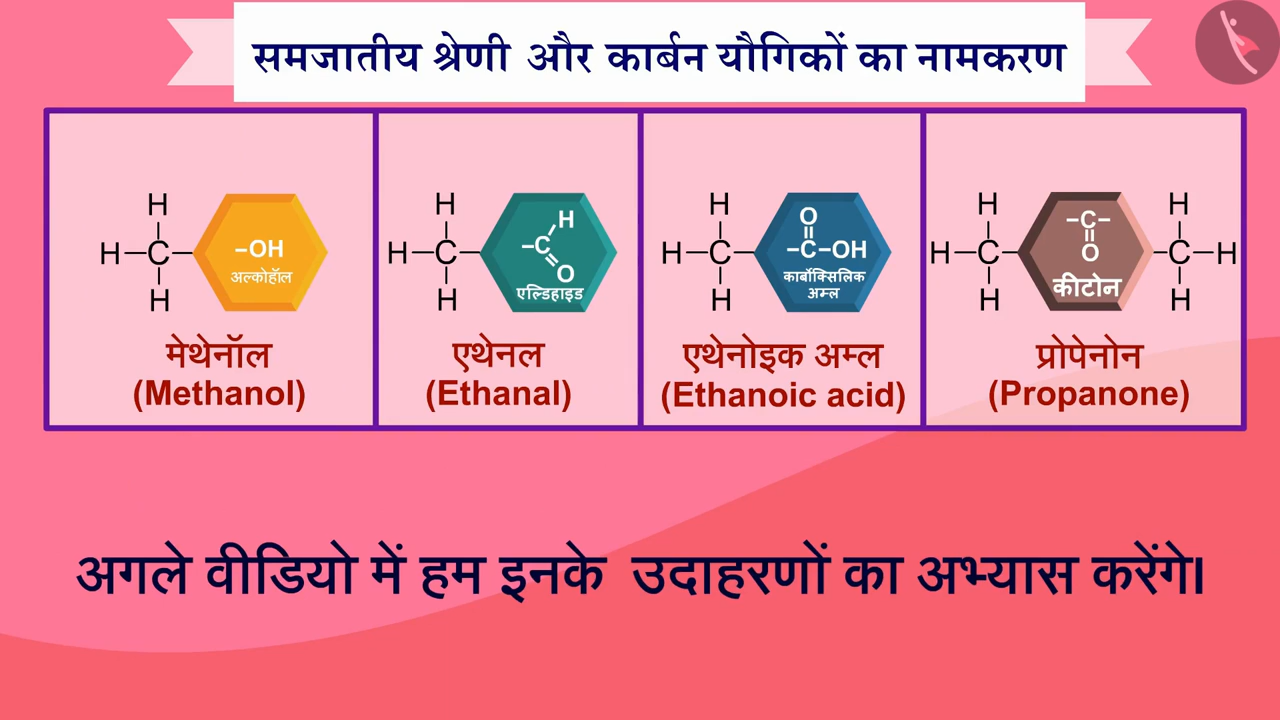 समजातीय श्रेणी और कार्बन यौगिकों का नामकरण
H H H H H
O
H
–OH –C –C–OH –C–
H–C– H–C– H–C– H–C– –C–H
O O
अल्कोहॉल एल्डिहाइड कार्बोक्सिलिक कीटोन
अम्ल
H H H H H
मेथेनॉल एथेनल एथेनोइक अम्ल प्रोपेनोन
(Methanol) (Ethanal) (Ethanoic acid) (Propanone)
अगले वीडियो में हम इनके उदाहरणों का अभ्यास करेंगे।